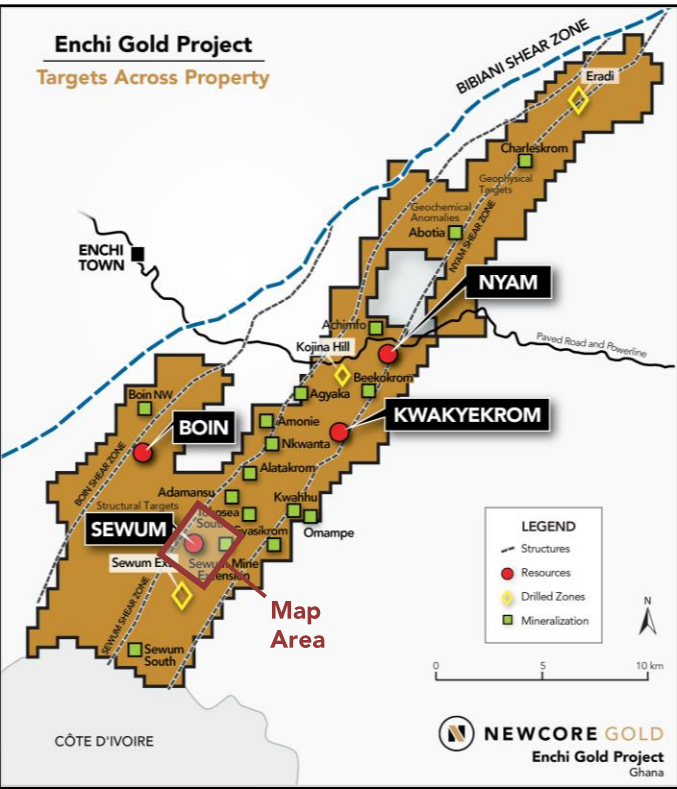 Enchi Gold Project
Targets Across Property
BIBIANI SHEAR ZONE
Eradi
Charleskrom
Geophysical
Targets
Geochemical
Anomalies
Abotia
NYAM SHEAR ZONE
ENCHI
TOWN
NYAM
Achimfo
Paved Road and Powerline
Kojina Hill
Beekokrom
Agyaka
Boin NW
KWAKYEKROM
BOIN
Amonie
Nkwanta
BOIN SHEAR ZONE
Alatakrom
Adamansu
Kwahhu
Structural Targets
South
Omampe
SEWUM
Sewum Ext
Sewum Mine
Extension
SEWUM SHEAR ZONE
Map
Area
Sewum
South
LEGEND
Structures
Resources
Drilled Zones
Mineralization
N
0 5 10 km
CÔTE D'IVOIRE
N NEWCORE GOLD
Enchi Gold Project
Ghana